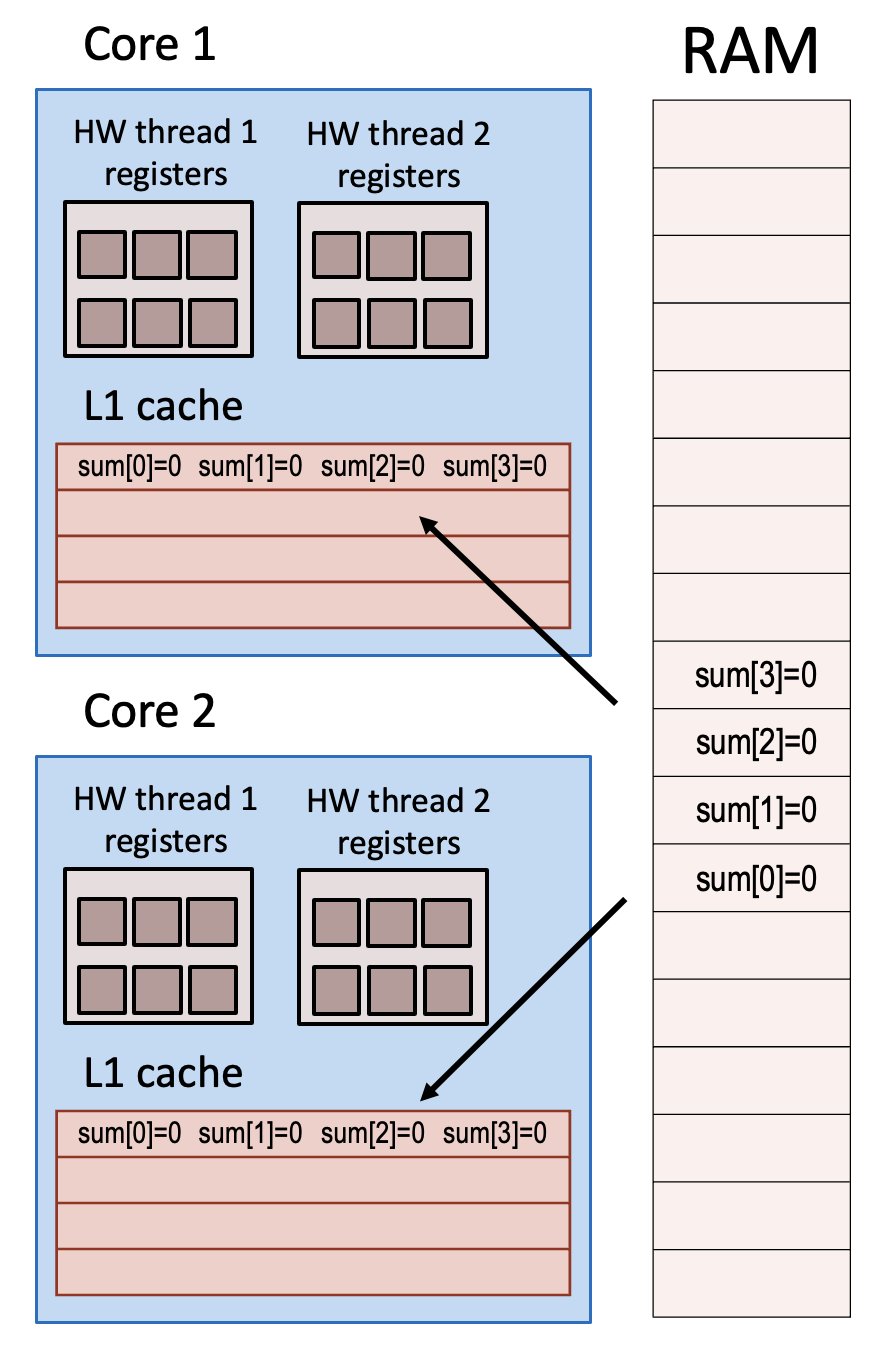 Core 1
HW thread 1
registers
HW thread 2
registers
L1 cache
sum[0]=0 sum[1]=0 sum[2]=0 sum[3]=0
Core 2
HW thread 1
registers
HW thread 2
registers
L1 cache
sum[0]=0 sum[1]=0 sum[2]=0 sum[3]=0
RAM
sum[3]=0
sum[2]=0
sum[1]=0
sum[0]=0